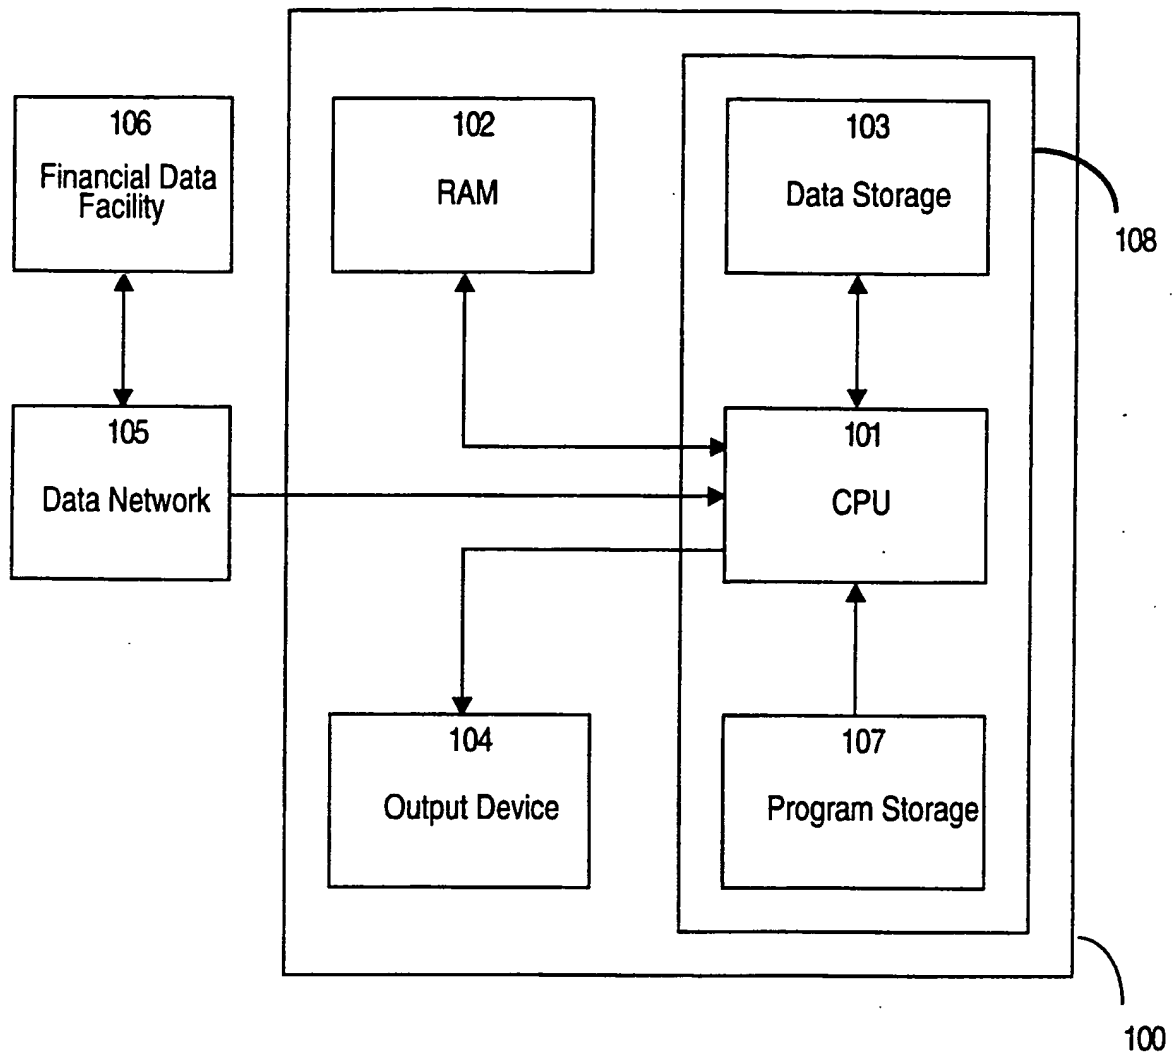 106
Financial Data
Facility
102
RAM
103
Data Storage
108
105
Data Network
101
CPU
104
Output Device
107
Program Storage
100